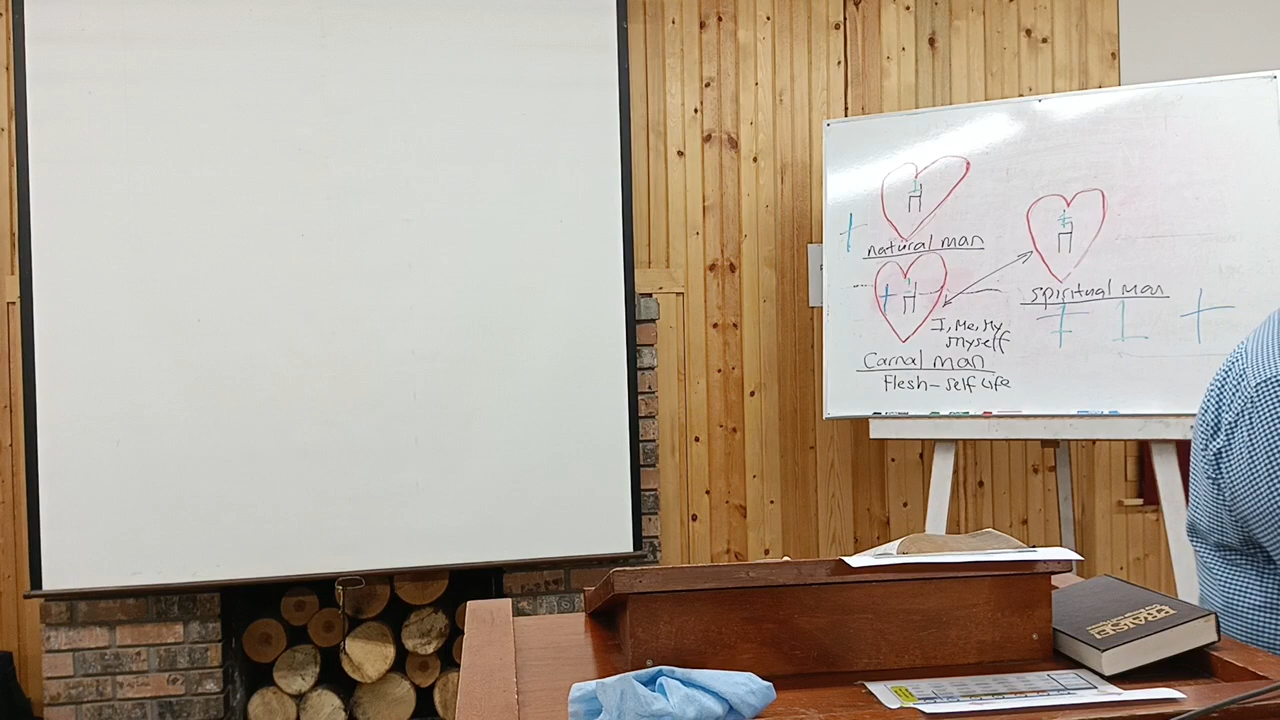 natural man
spiritual man
I, Me, My
Myself
Carnal man
Flesh - Self Life
PRAISE!